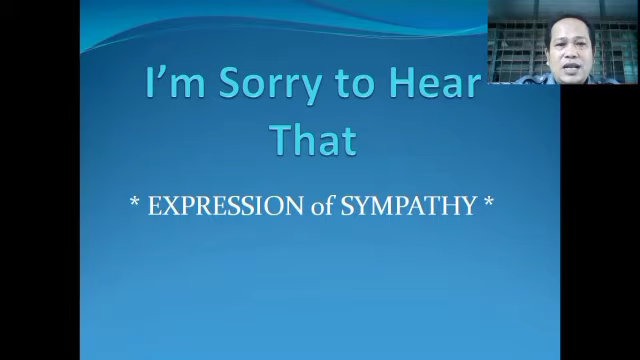 I'm Sorry to Hear
That
* EXPRESSION of SYMPATHY *